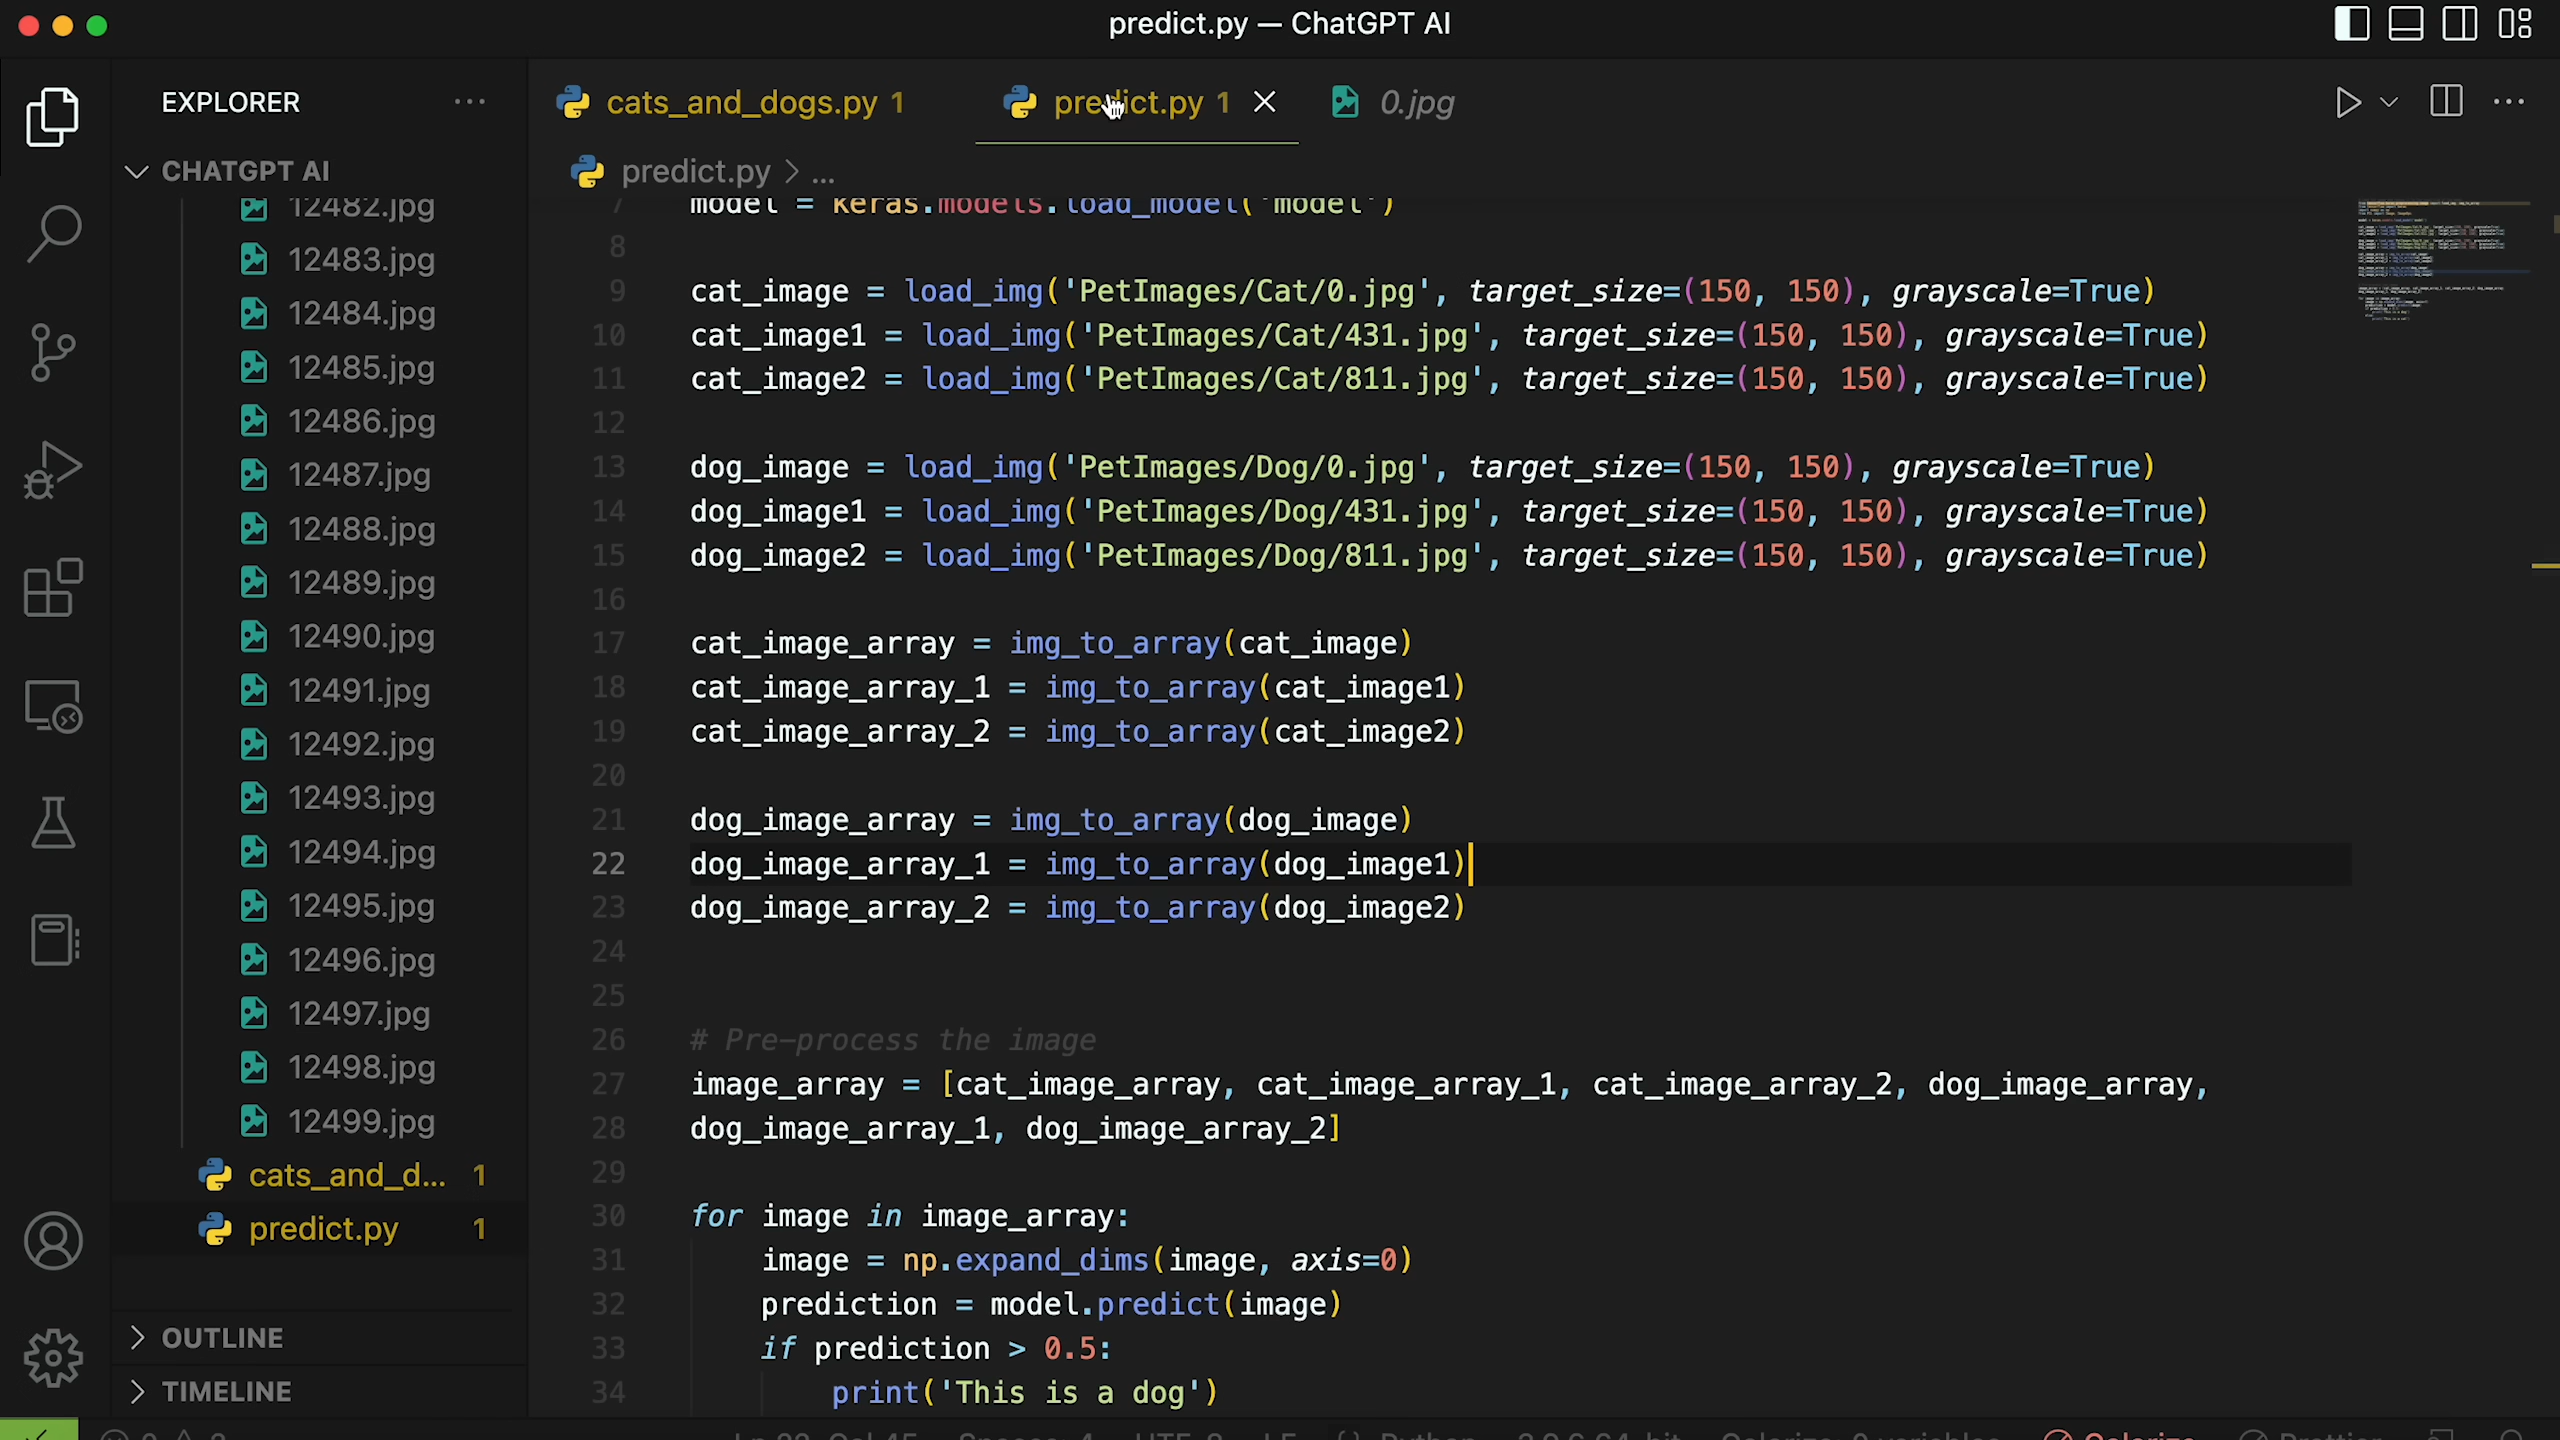 predict.py — ChatGPT AI
EXPLORER
cats_and_dogs.py 1
predict.py 1
0.jpg
CHATGPT AI
predict.py > ...
12482.jpg
12483.jpg
12484.jpg
12485.jpg
12486.jpg
12487.jpg
12488.jpg
12489.jpg
12490.jpg
12491.jpg
12492.jpg
12493.jpg
12494.jpg
12495.jpg
12496.jpg
12497.jpg
12498.jpg
12499.jpg
cats_and_d... 1
predict.py 1
OUTLINE
TIMELINE
7 model = keras.models.load_model('model')
8
9 cat_image = load_img('PetImages/Cat/0.jpg', target_size=(150, 150), grayscale=True)
10 cat_image1 = load_img('PetImages/Cat/431.jpg', target_size=(150, 150), grayscale=True)
11 cat_image2 = load_img('PetImages/Cat/811.jpg', target_size=(150, 150), grayscale=True)
12
13 dog_image = load_img('PetImages/Dog/0.jpg', target_size=(150, 150), grayscale=True)
14 dog_image1 = load_img('PetImages/Dog/431.jpg', target_size=(150, 150), grayscale=True)
15 dog_image2 = load_img('PetImages/Dog/811.jpg', target_size=(150, 150), grayscale=True)
16
17 cat_image_array = img_to_array(cat_image)
18 cat_image_array_1 = img_to_array(cat_image1)
19 cat_image_array_2 = img_to_array(cat_image2)
20
21 dog_image_array = img_to_array(dog_image)
22 dog_image_array_1 = img_to_array(dog_image1)
23 dog_image_array_2 = img_to_array(dog_image2)
24
25
26 # Pre-process the image
27 image_array = [cat_image_array, cat_image_array_1, cat_image_array_2, dog_image_array,
28 dog_image_array_1, dog_image_array_2]
29
30 for image in image_array:
31 image = np.expand_dims(image, axis=0)
32 prediction = model.predict(image)
33 if prediction > 0.5:
34 print('This is a dog')